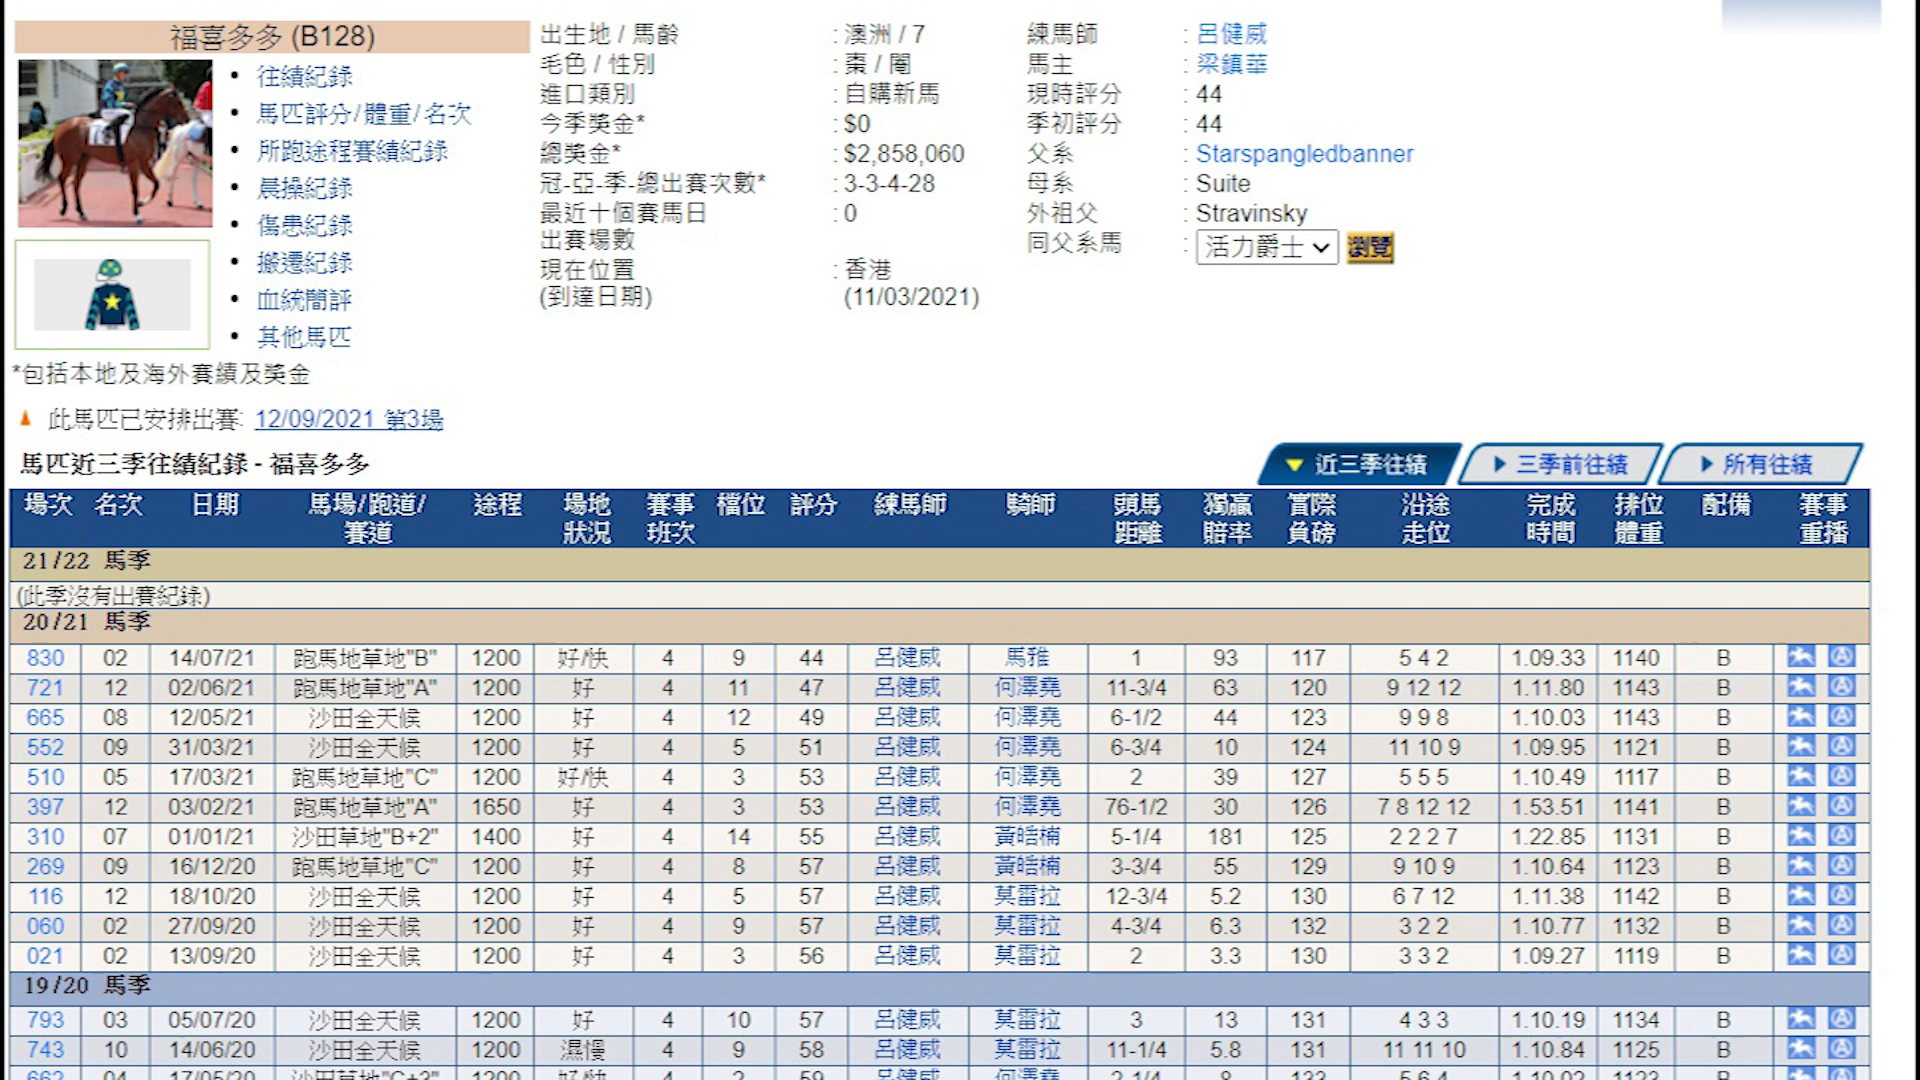 福喜多多 (B128)
往績紀錄
馬匹評分/體重/名次
所跑途程賽績紀錄
晨操紀錄
傷患紀錄
搬遷紀錄
血統簡評
其他馬匹
出生地 / 馬齡 : 澳洲 / 7
毛色 / 性別 : 棗 / 閹
進口類別 : 自購新馬
今季獎金* : $0
總獎金* : $2,858,060
冠-亞-季-總出賽次數* : 3-3-4-28
最近十個賽馬日 : 0
出賽場數
現在位置 : 香港
(到達日期) (11/03/2021)
練馬師 : 呂健威
馬主 : 梁鎮華
現時評分 : 44
季初評分 : 44
父系 : Starspangledbanner
母系 : Suite
外祖父 : Stravinsky
同父系馬 : 活力爵士 瀏覽
*包括本地及海外賽績及獎金
此馬匹已安排出賽: 12/09/2021 第3場
馬匹近三季往績紀錄 - 福喜多多
近三季往績 三季前往績 所有往績
場次 名次 日期 馬場/跑道/賽道 途程 場地狀況 賽事班次 檔位 評分 練馬師 騎師 頭馬距離 獨贏賠率 實際負磅 沿途走位 完成時間 排位體重 配備 賽事重播
21/22 馬季
(此季沒有出賽紀錄)
20/21 馬季
830 02 14/07/21 跑馬地草地"B" 1200 好/快 4 9 44 呂健威 馬雅 1 93 117 5 4 2 1.09.33 1140 B
721 12 02/06/21 跑馬地草地"A" 1200 好 4 11 47 呂健威 何澤堯 11-3/4 63 120 9 12 12 1.11.80 1143 B
665 08 12/05/21 沙田全天候 1200 好 4 12 49 呂健威 何澤堯 6-1/2 44 123 9 9 8 1.10.03 1143 B
552 09 31/03/21 沙田全天候 1200 好 4 5 51 呂健威 何澤堯 6-3/4 10 124 11 10 9 1.09.95 1121 B
510 05 17/03/21 跑馬地草地"C" 1200 好/快 4 3 53 呂健威 何澤堯 2 39 127 5 5 5 1.10.49 1117 B
397 12 03/02/21 跑馬地草地"A" 1650 好 4 3 53 呂健威 何澤堯 76-1/2 30 126 7 8 12 12 1.53.51 1141 B
310 07 01/01/21 沙田草地"B+2" 1400 好 4 14 55 呂健威 黃皓楠 5-1/4 181 125 2 2 2 7 1.22.85 1131 B
269 09 16/12/20 跑馬地草地"C" 1200 好 4 8 57 呂健威 黃皓楠 3-3/4 55 129 9 10 9 1.10.64 1123 B
116 12 18/10/20 沙田全天候 1200 好 4 5 57 呂健威 莫雷拉 12-3/4 5.2 130 6 7 12 1.11.38 1142 B
060 02 27/09/20 沙田全天候 1200 好 4 9 57 呂健威 莫雷拉 4-3/4 6.3 132 3 2 2 1.10.77 1132 B
021 02 13/09/20 沙田全天候 1200 好 4 3 56 呂健威 莫雷拉 2 3.3 130 3 3 2 1.09.27 1119 B
19/20 馬季
793 03 05/07/20 沙田全天候 1200 好 4 10 57 呂健威 莫雷拉 3 13 131 4 3 3 1.10.19 1134 B
743 10 14/06/20 沙田全天候 1200 濕慢 4 9 58 呂健威 莫雷拉 11-1/4 5.8 131 11 11 10 1.10.84 1125 B
662 04 17/05/20 沙田草地"C+3" 1200 好/快 4 2 59 呂健威 何澤堯 2-1/4 8 133 5 6 4 1.10.02 1123 B